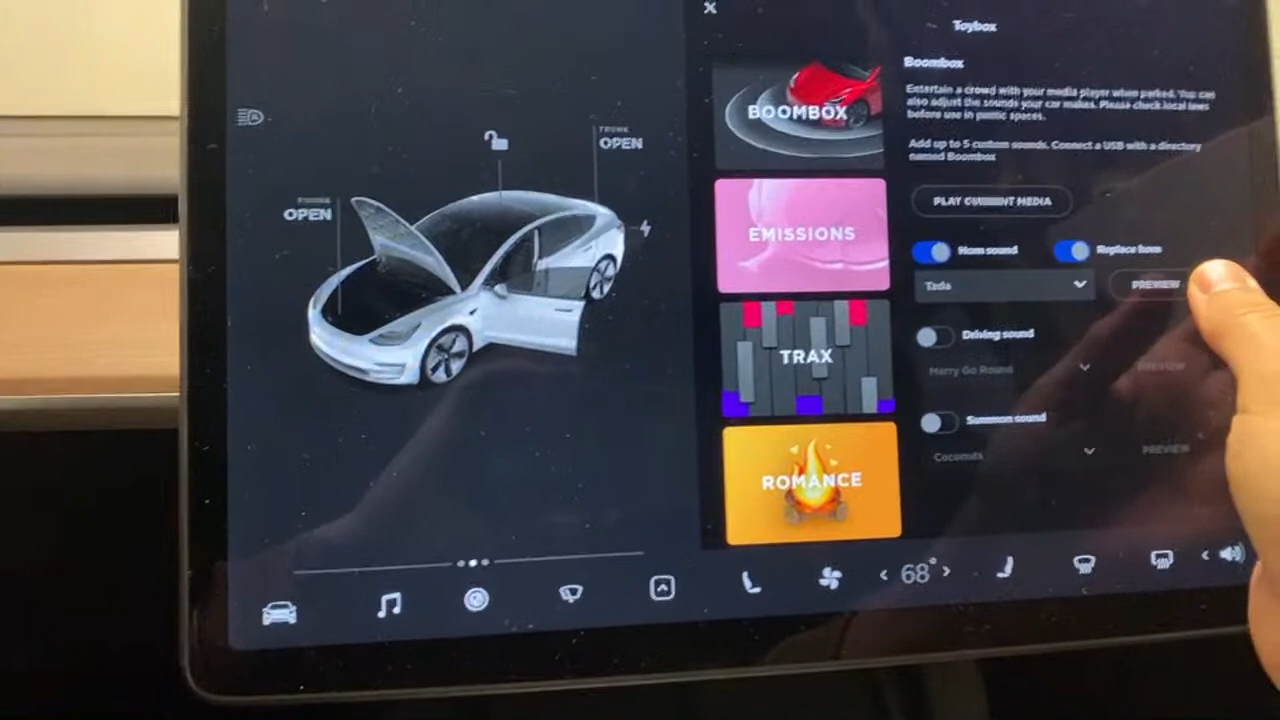 Toybox
BOOMBOX
Boombox
Entertain a crowd with your media player when parked. You can
also adjust the sounds your car makes. Please check local laws
before use in public spaces.
Add up to 5 custom sounds. Connect a USB with a directory
named Boombox
PLAY CURRENT MEDIA
TRUNK
OPEN
FRUNK
OPEN
EMISSIONS
Horn sound
Replace horn
Tada
PREVIEW
TRAX
Driving sound
Merry Go Round
PREVIEW
Summon sound
Coconuts
PREVIEW
ROMANCE
68°